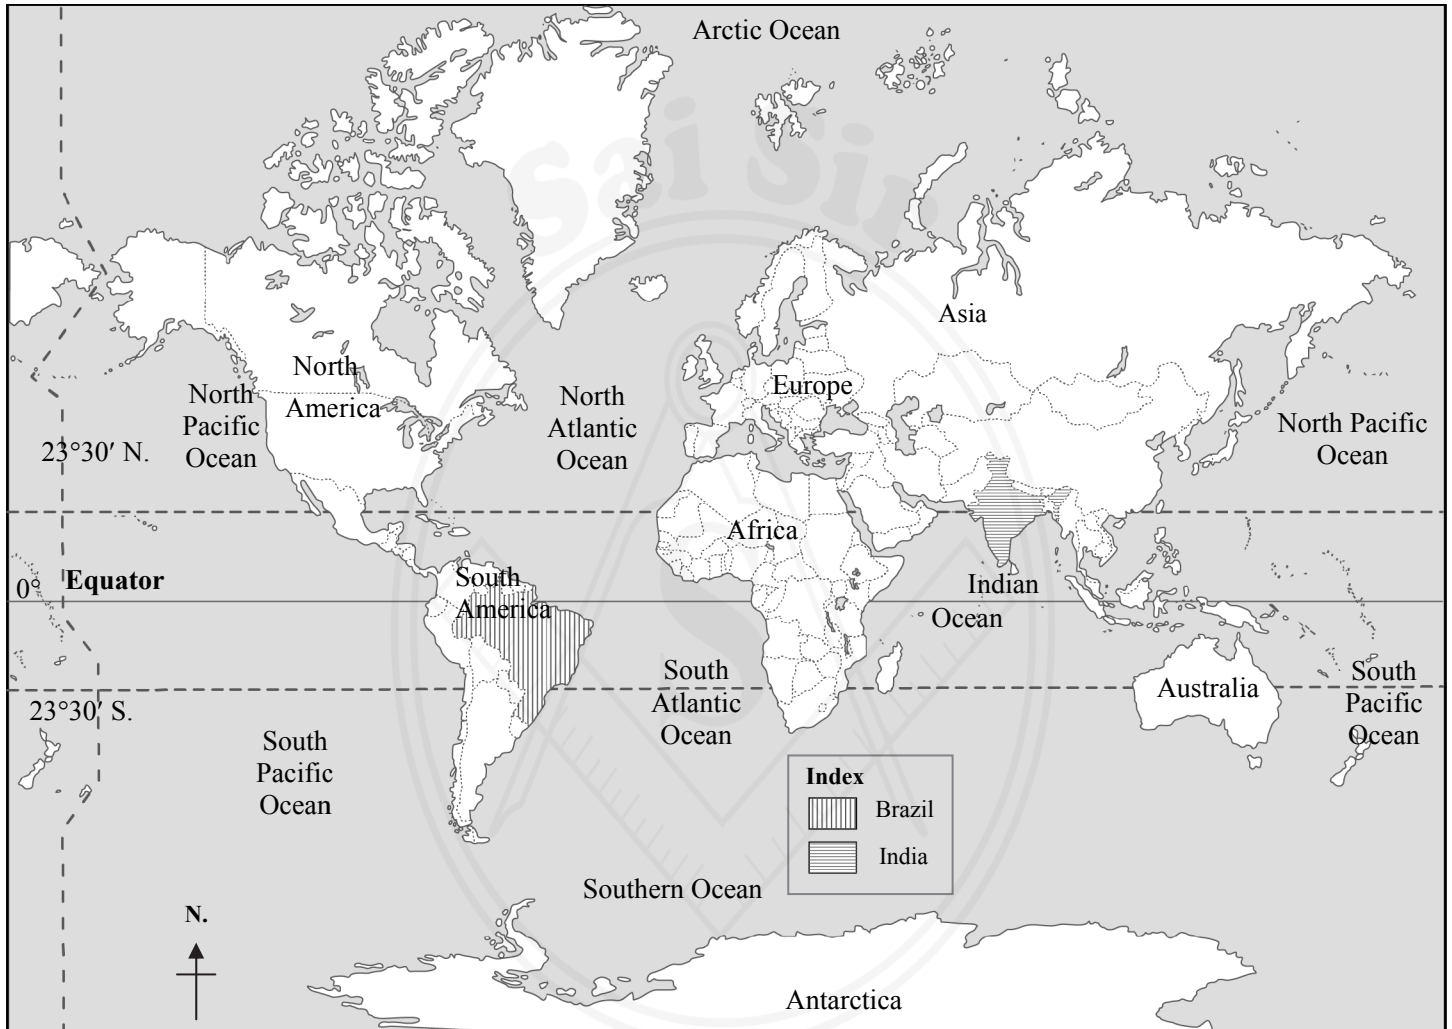 Arctic Ocean
Sai Sir
Asia
North
America
North
Pacific
Ocean
North
Atlantic
Ocean
Europe
North Pacific
Ocean
23°30′ N.
Africa
0°
Equator
South
America
Indian
Ocean
South
Atlantic
Ocean
Australia
South
Pacific
Ocean
23°30′ S.
South
Pacific
Ocean
S
Index
Brazil
India
Southern Ocean
N.
Antarctica